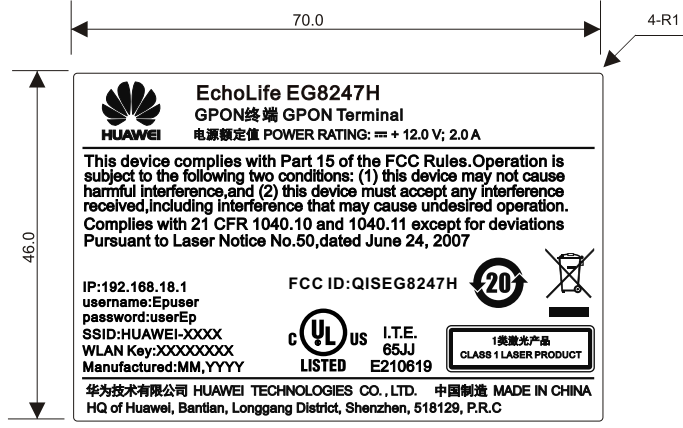 70.0
4-R1
46.0
HUAWEI
EchoLife EG8247H
GPON终端 GPON Terminal
电源额定值 POWER RATING: ⎓ + 12.0 V; 2.0 A
This device complies with Part 15 of the FCC Rules.Operation is
subject to the following two conditions: (1) this device may not cause
harmful interference,and (2) this device must accept any interference
received,including interference that may cause undesired operation.
Complies with 21 CFR 1040.10 and 1040.11 except for deviations
Pursuant to Laser Notice No.50,dated June 24, 2007
IP:192.168.18.1
username:Epuser
password:userEp
SSID:HUAWEI-XXXX
WLAN Key:XXXXXXXX
Manufactured:MM,YYYY
FCC ID:QISEG8247H
20
C UL US
LISTED
I.T.E.
65JJ
E210619
1类激光产品
CLASS 1 LASER PRODUCT
华为技术有限公司 HUAWEI TECHNOLOGIES CO., LTD. 中国制造 MADE IN CHINA
HQ of Huawei, Bantian, Longgang District, Shenzhen, 518129, P.R.C